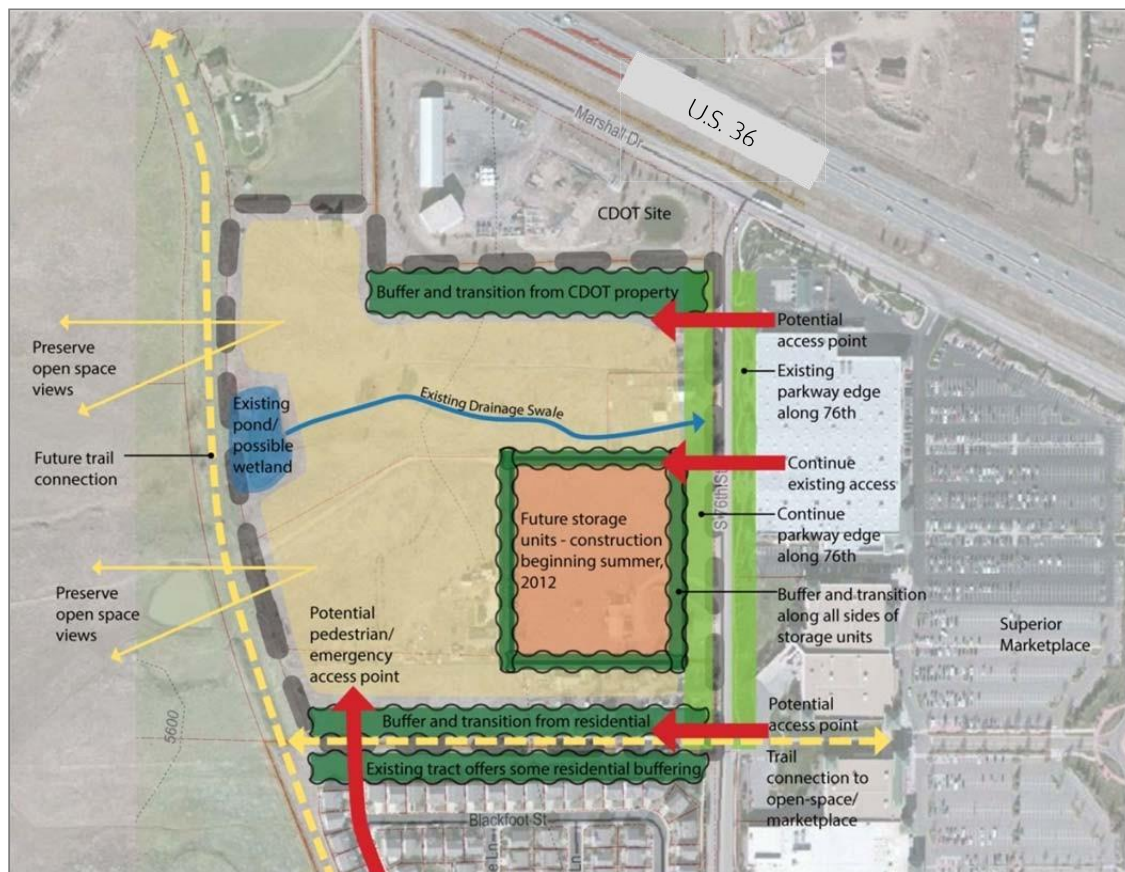 U.S. 36
Marshall Dr
CDOT Site
Buffer and transition from CDOT property
Potential
access point
Preserve
open space
views
Existing
parkway edge
along 76th
Existing Drainage Swale
Existing
pond/
possible
wetland
Future trail
connection
Continue
existing access
S 76th St
Future storage
units - construction
beginning summer,
2012
Continue
parkway edge
along 76th
Preserve
open space
views
Buffer and transition
along all sides of
storage units
Potential
pedestrian/
emergency
access point
Superior
Marketplace
5600
Buffer and transition from residential
Potential
access point
Existing tract offers some residential buffering
Trail
connection to
open-space/
marketplace
Blackfoot St
e Ln
Ln